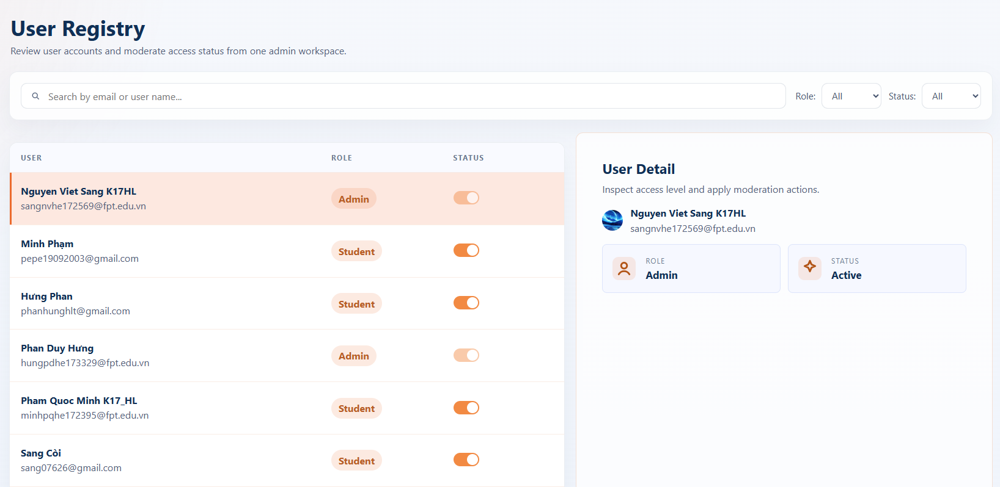 User Registry
Review user accounts and moderate access status from one admin workspace.
Search by email or user name...
Role:
All
Status:
All
USER
ROLE
STATUS
Nguyen Viet Sang K17HL
sangnvhe172569@fpt.edu.vn
Admin
Minh Phạm
pepe19092003@gmail.com
Student
Hưng Phan
phanhunghlt@gmail.com
Student
Phan Duy Hưng
hungpdhe173329@fpt.edu.vn
Admin
Pham Quoc Minh K17_HL
minhpqhe172395@fpt.edu.vn
Student
Sang Còi
sang07626@gmail.com
Student
User Detail
Inspect access level and apply moderation actions.
Nguyen Viet Sang K17HL
sangnvhe172569@fpt.edu.vn
ROLE
Admin
STATUS
Active